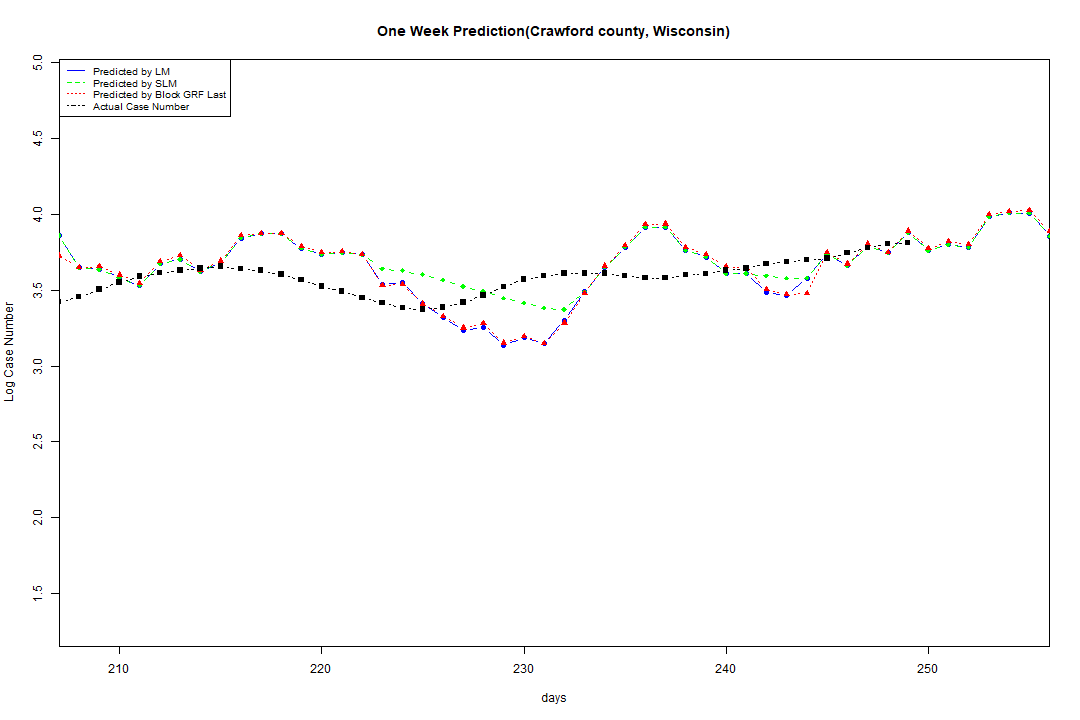 One Week Prediction(Crawford county, Wisconsin)
Predicted by LM
Predicted by SLM
Predicted by Block GRF Last
Actual Case Number
Log Case Number
5.0
4.5
4.0
3.5
3.0
2.5
2.0
1.5
210 220 230 240 250
days